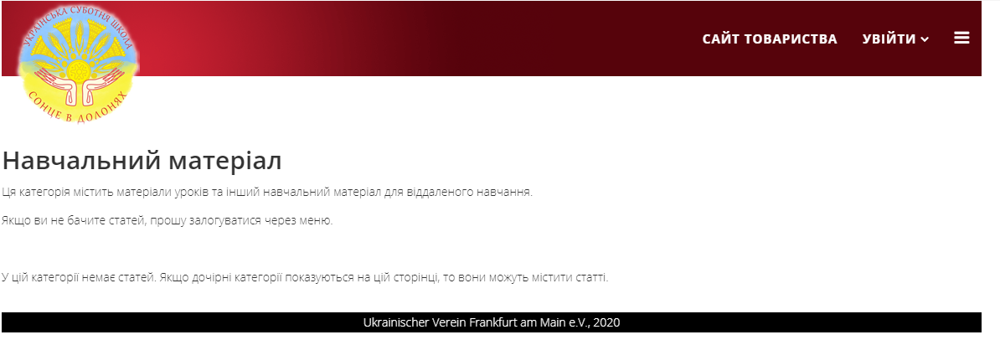 УКРАЇНСЬКА СУБОТНЯ ШКОЛА
СОНЦЕ В ДОЛОНЯХ
САЙТ ТОВАРИСТВА
УВІЙТИ
Навчальний матеріал
Ця категорія містить матеріали уроків та інший навчальний матеріал для віддаленого навчання.
Якщо ви не бачите статей, прошу залогуватися через меню.
У цій категорії немає статей. Якщо дочірні категорії показуються на цій сторінці, то вони можуть містити статті.
Ukrainischer Verein Frankfurt am Main e.V., 2020